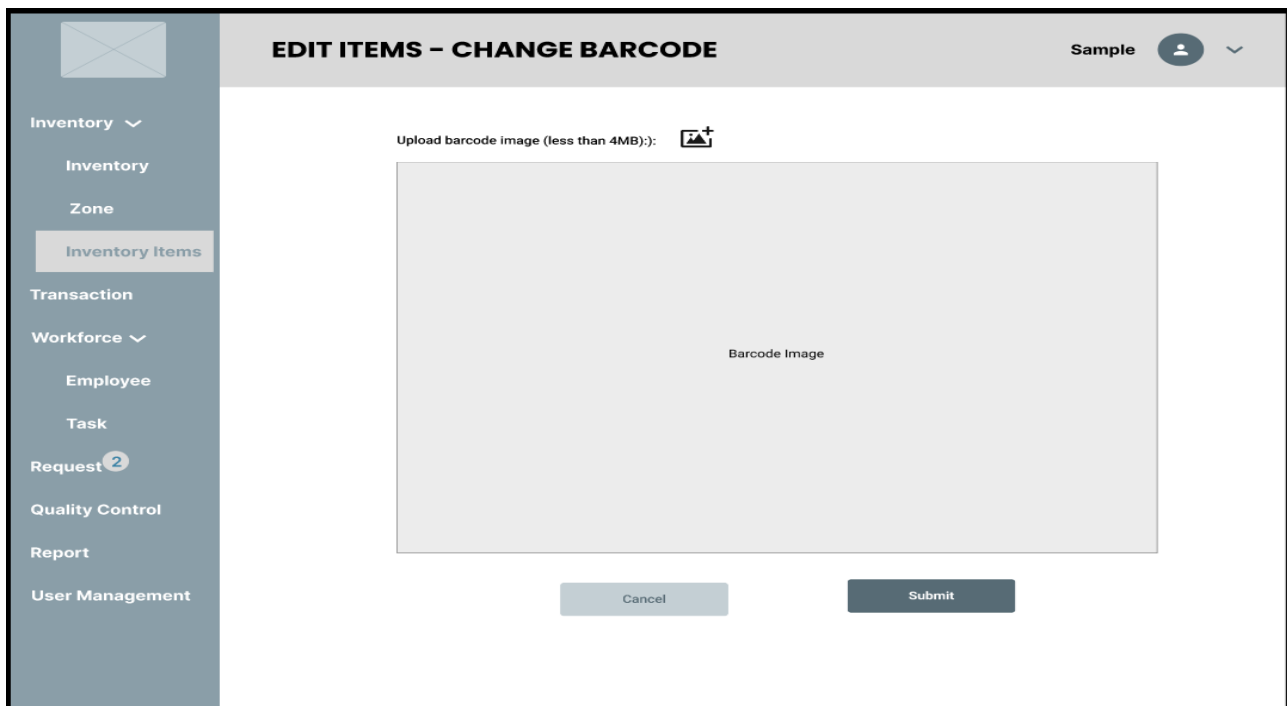 EDIT ITEMS - CHANGE BARCODE
Sample
Inventory
Inventory
Zone
Inventory Items
Transaction
Workforce
Employee
Task
Request 2
Quality Control
Report
User Management
Upload barcode image (less than 4MB):):
Barcode Image
Cancel
Submit